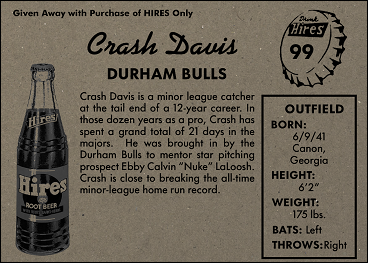 Given Away with Purchase of HIRES Only
Drink
Hires
99
Crash Davis
DURHAM BULLS
Crash Davis is a minor league catcher
at the tail end of a 12-year career. In
those dozen years as a pro, Crash has
spent a grand total of 21 days in the
majors. He was brought in by the
Durham Bulls to mentor star pitching
prospect Ebby Calvin "Nuke" LaLoosh.
Crash is close to breaking the all-time
minor-league home run record.
Hires
Hires
ROOT BEER
OUTFIELD
BORN:
6/9/41
Canon,
Georgia
HEIGHT:
6'2"
WEIGHT:
175 lbs.
BATS: Left
THROWS:Right